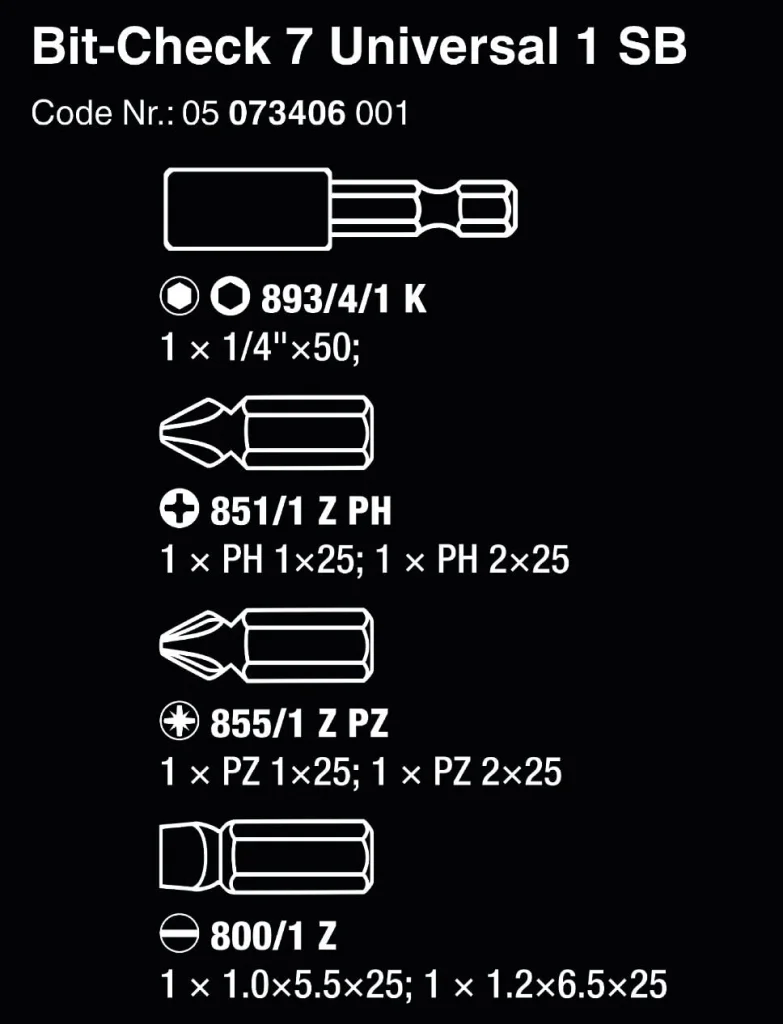 Bit-Check 7 Universal 1 SB
Code Nr.: 05 073406 001
893/4/1 K
1 × 1/4"×50;
851/1 Z PH
1 × PH 1×25; 1 × PH 2×25
855/1 Z PZ
1 × PZ 1×25; 1 × PZ 2×25
800/1 Z
1 × 1.0×5.5×25; 1 × 1.2×6.5×25